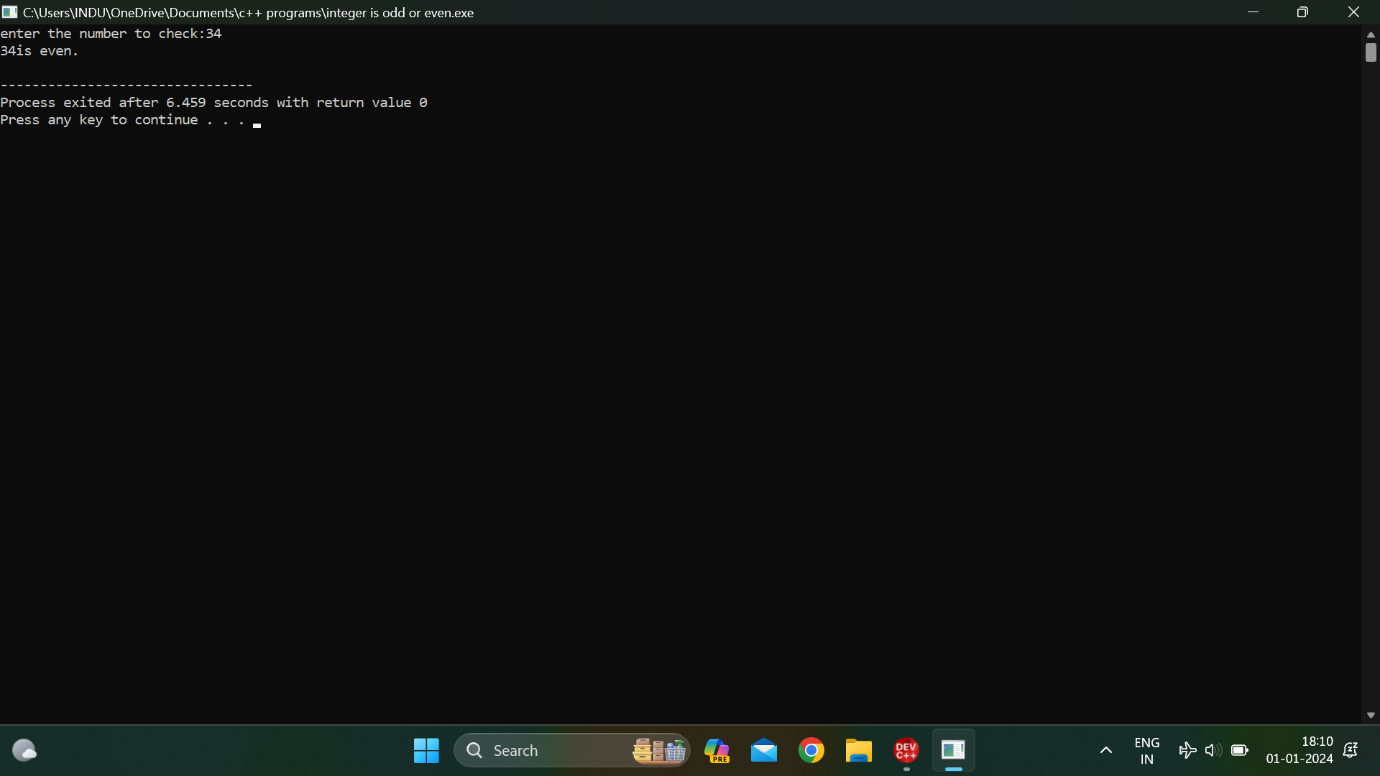 C:\Users\INDU\OneDrive\Documents\c++ programs\integer is odd or even.exe
enter the number to check:34
34is even.
--------------------------------
Process exited after 6.459 seconds with return value 0
Press any key to continue . . .
Search
PRE
DEV
C++
ENG
IN
18:10
01-01-2024